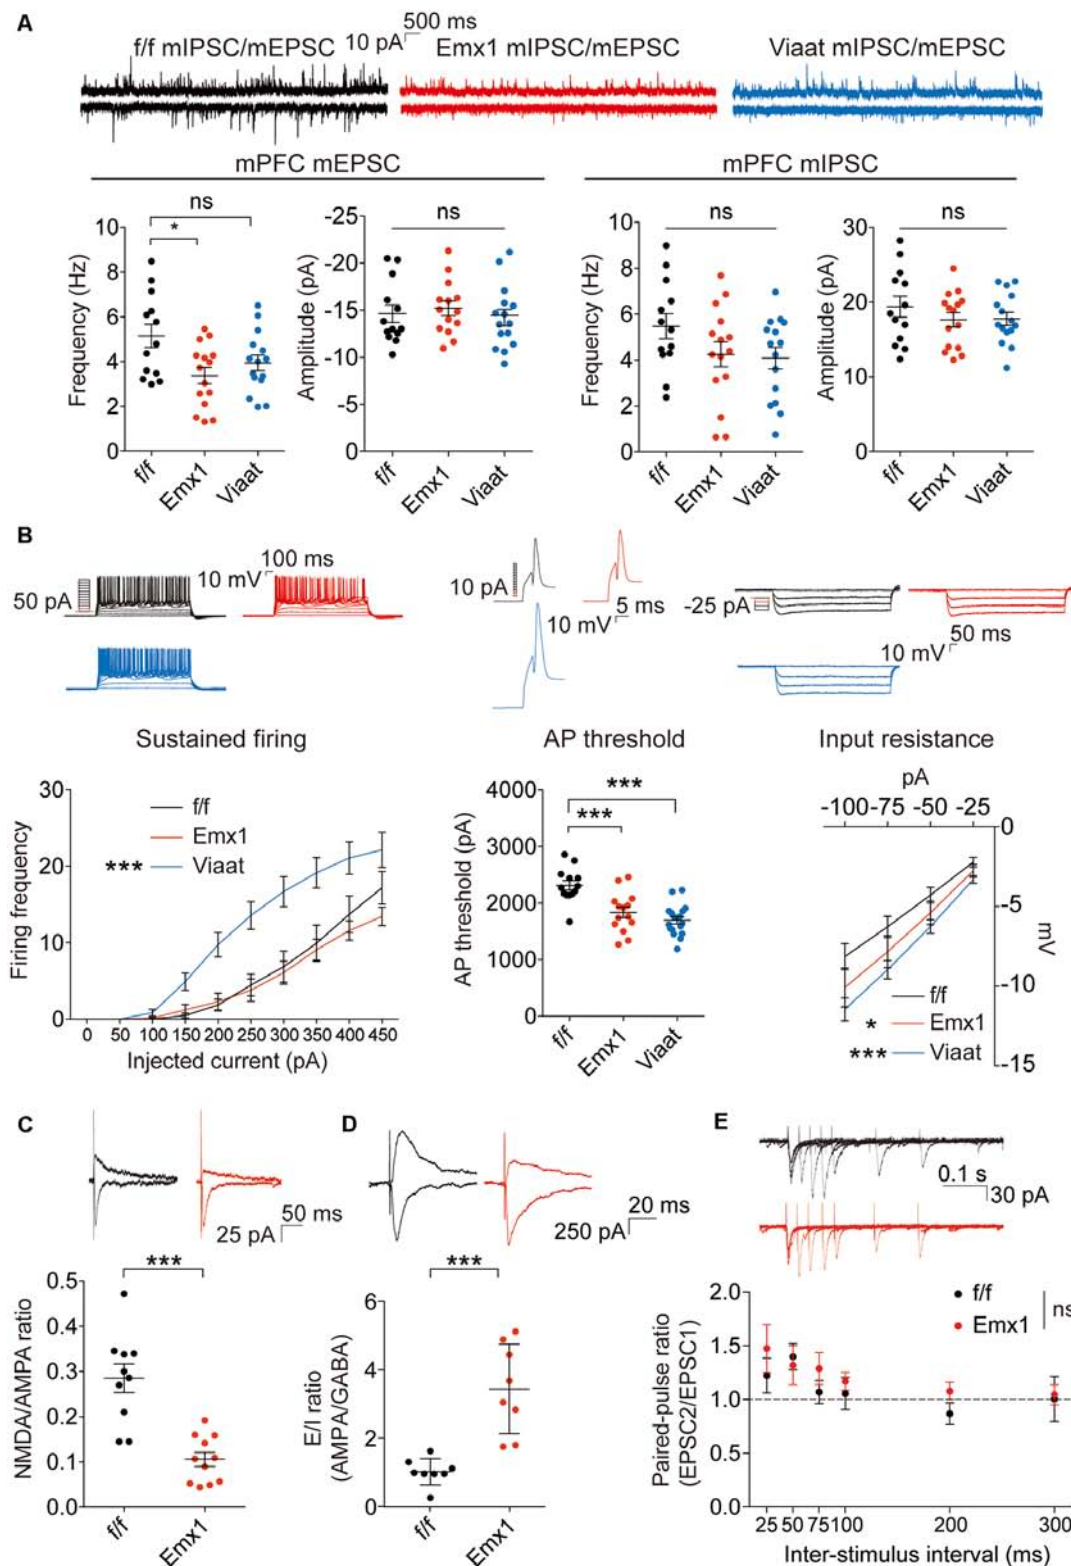 A
500 ms
10 pA
f/f mIPSC/mEPSC
Emx1 mIPSC/mEPSC
Viaat mIPSC/mEPSC
mPFC mEPSC
mPFC mIPSC
ns
*
Frequency (Hz)
10
8
6
4
2
0
f/f
Emx1
Viaat
ns
Amplitude (pA)
-25
-20
-15
-10
-5
0
f/f
Emx1
Viaat
ns
Frequency (Hz)
10
8
6
4
2
0
f/f
Emx1
Viaat
ns
Amplitude (pA)
30
20
10
0
f/f
Emx1
Viaat
B
50 pA
10 mV
100 ms
10 pA
10 mV
5 ms
-25 pA
10 mV
50 ms
Sustained firing
Firing frequency
30
20
10
0
f/f
Emx1
*** Viaat
0 50 100 150 200 250 300 350 400 450
Injected current (pA)
AP threshold
AP threshold (pA)
4000
3000
2000
1000
0
***
***
f/f
Emx1
Viaat
Input resistance
pA
-100 -75 -50 -25
0
-5
-10
-15
mV
f/f
* Emx1
*** Viaat
C
25 pA
50 ms
***
NMDA/AMPA ratio
0.5
0.4
0.3
0.2
0.1
0.0
f/f
Emx1
D
250 pA
20 ms
***
E/I ratio
(AMPA/GABA)
6
4
2
0
f/f
Emx1
E
0.1 s
30 pA
f/f
Emx1
ns
Paired-pulse ratio
(EPSC2/EPSC1)
2.0
1.5
1.0
0.5
0.0
25 50 75 100 200 300
Inter-stimulus interval (ms)